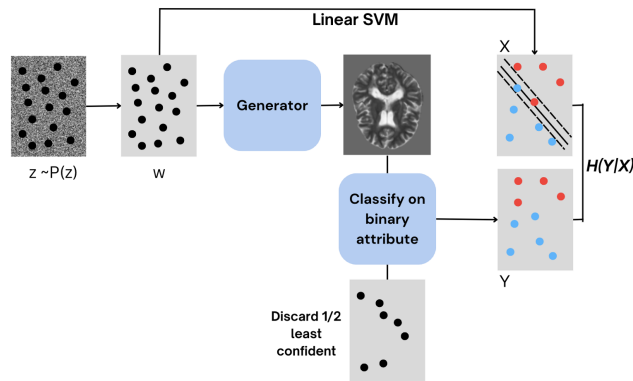 Linear SVM
X
Generator
z ~P(z)
w
H(Y|X)
Classify on
binary
attribute
Y
Discard 1/2
least
confident